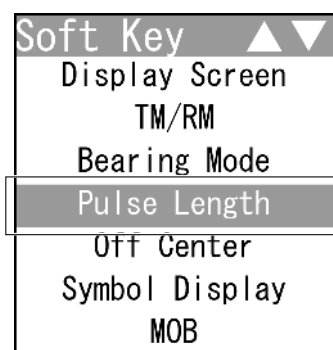 Soft Key ▲▼
Display Screen
TM/RM
Bearing Mode
Pulse Length
Off Center
Symbol Display
MOB